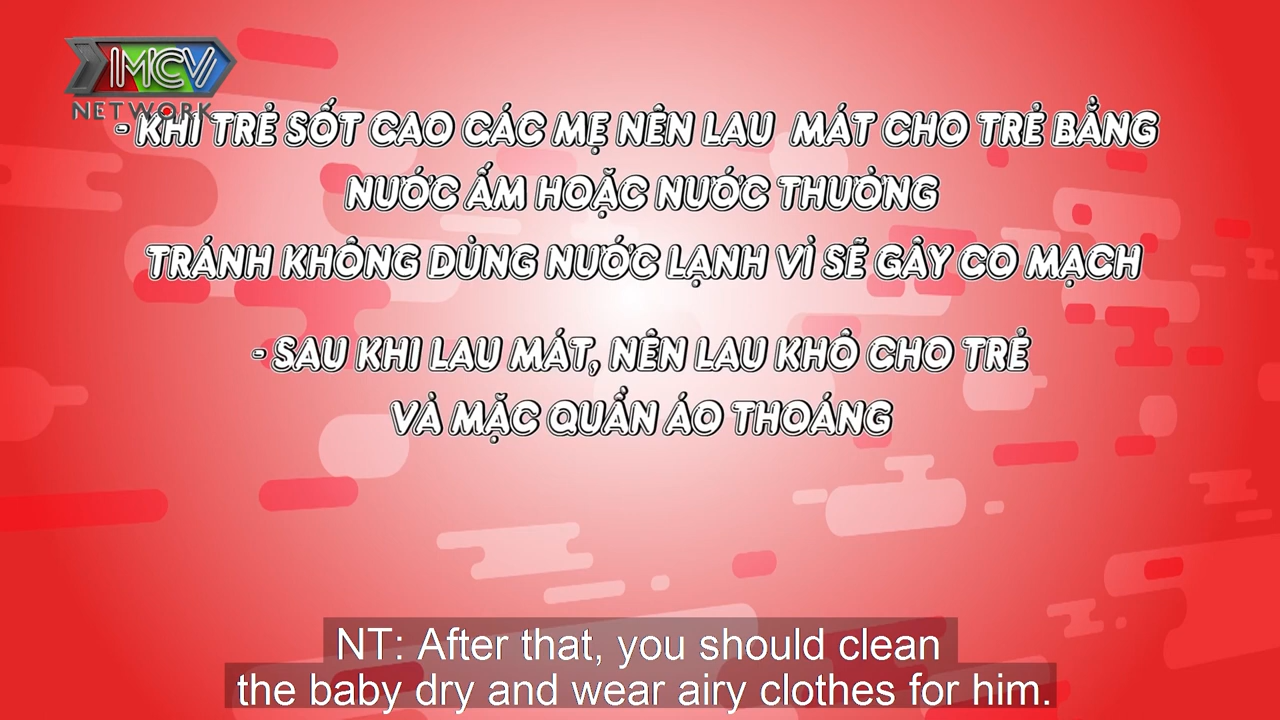 MCV
NETWORK
- KHI TRẺ SỐT CAO CÁC MẸ NÊN LAU MÁT CHO TRẺ BẰNG
NƯỚC ẤM HOẶC NƯỚC THƯỜNG
TRÁNH KHÔNG DÙNG NƯỚC LẠNH VÌ SẼ GÂY CO MẠCH
- SAU KHI LAU MÁT, NÊN LAU KHÔ CHO TRẺ
VÀ MẶC QUẦN ÁO THOÁNG
NT: After that, you should clean
the baby dry and wear airy clothes for him.